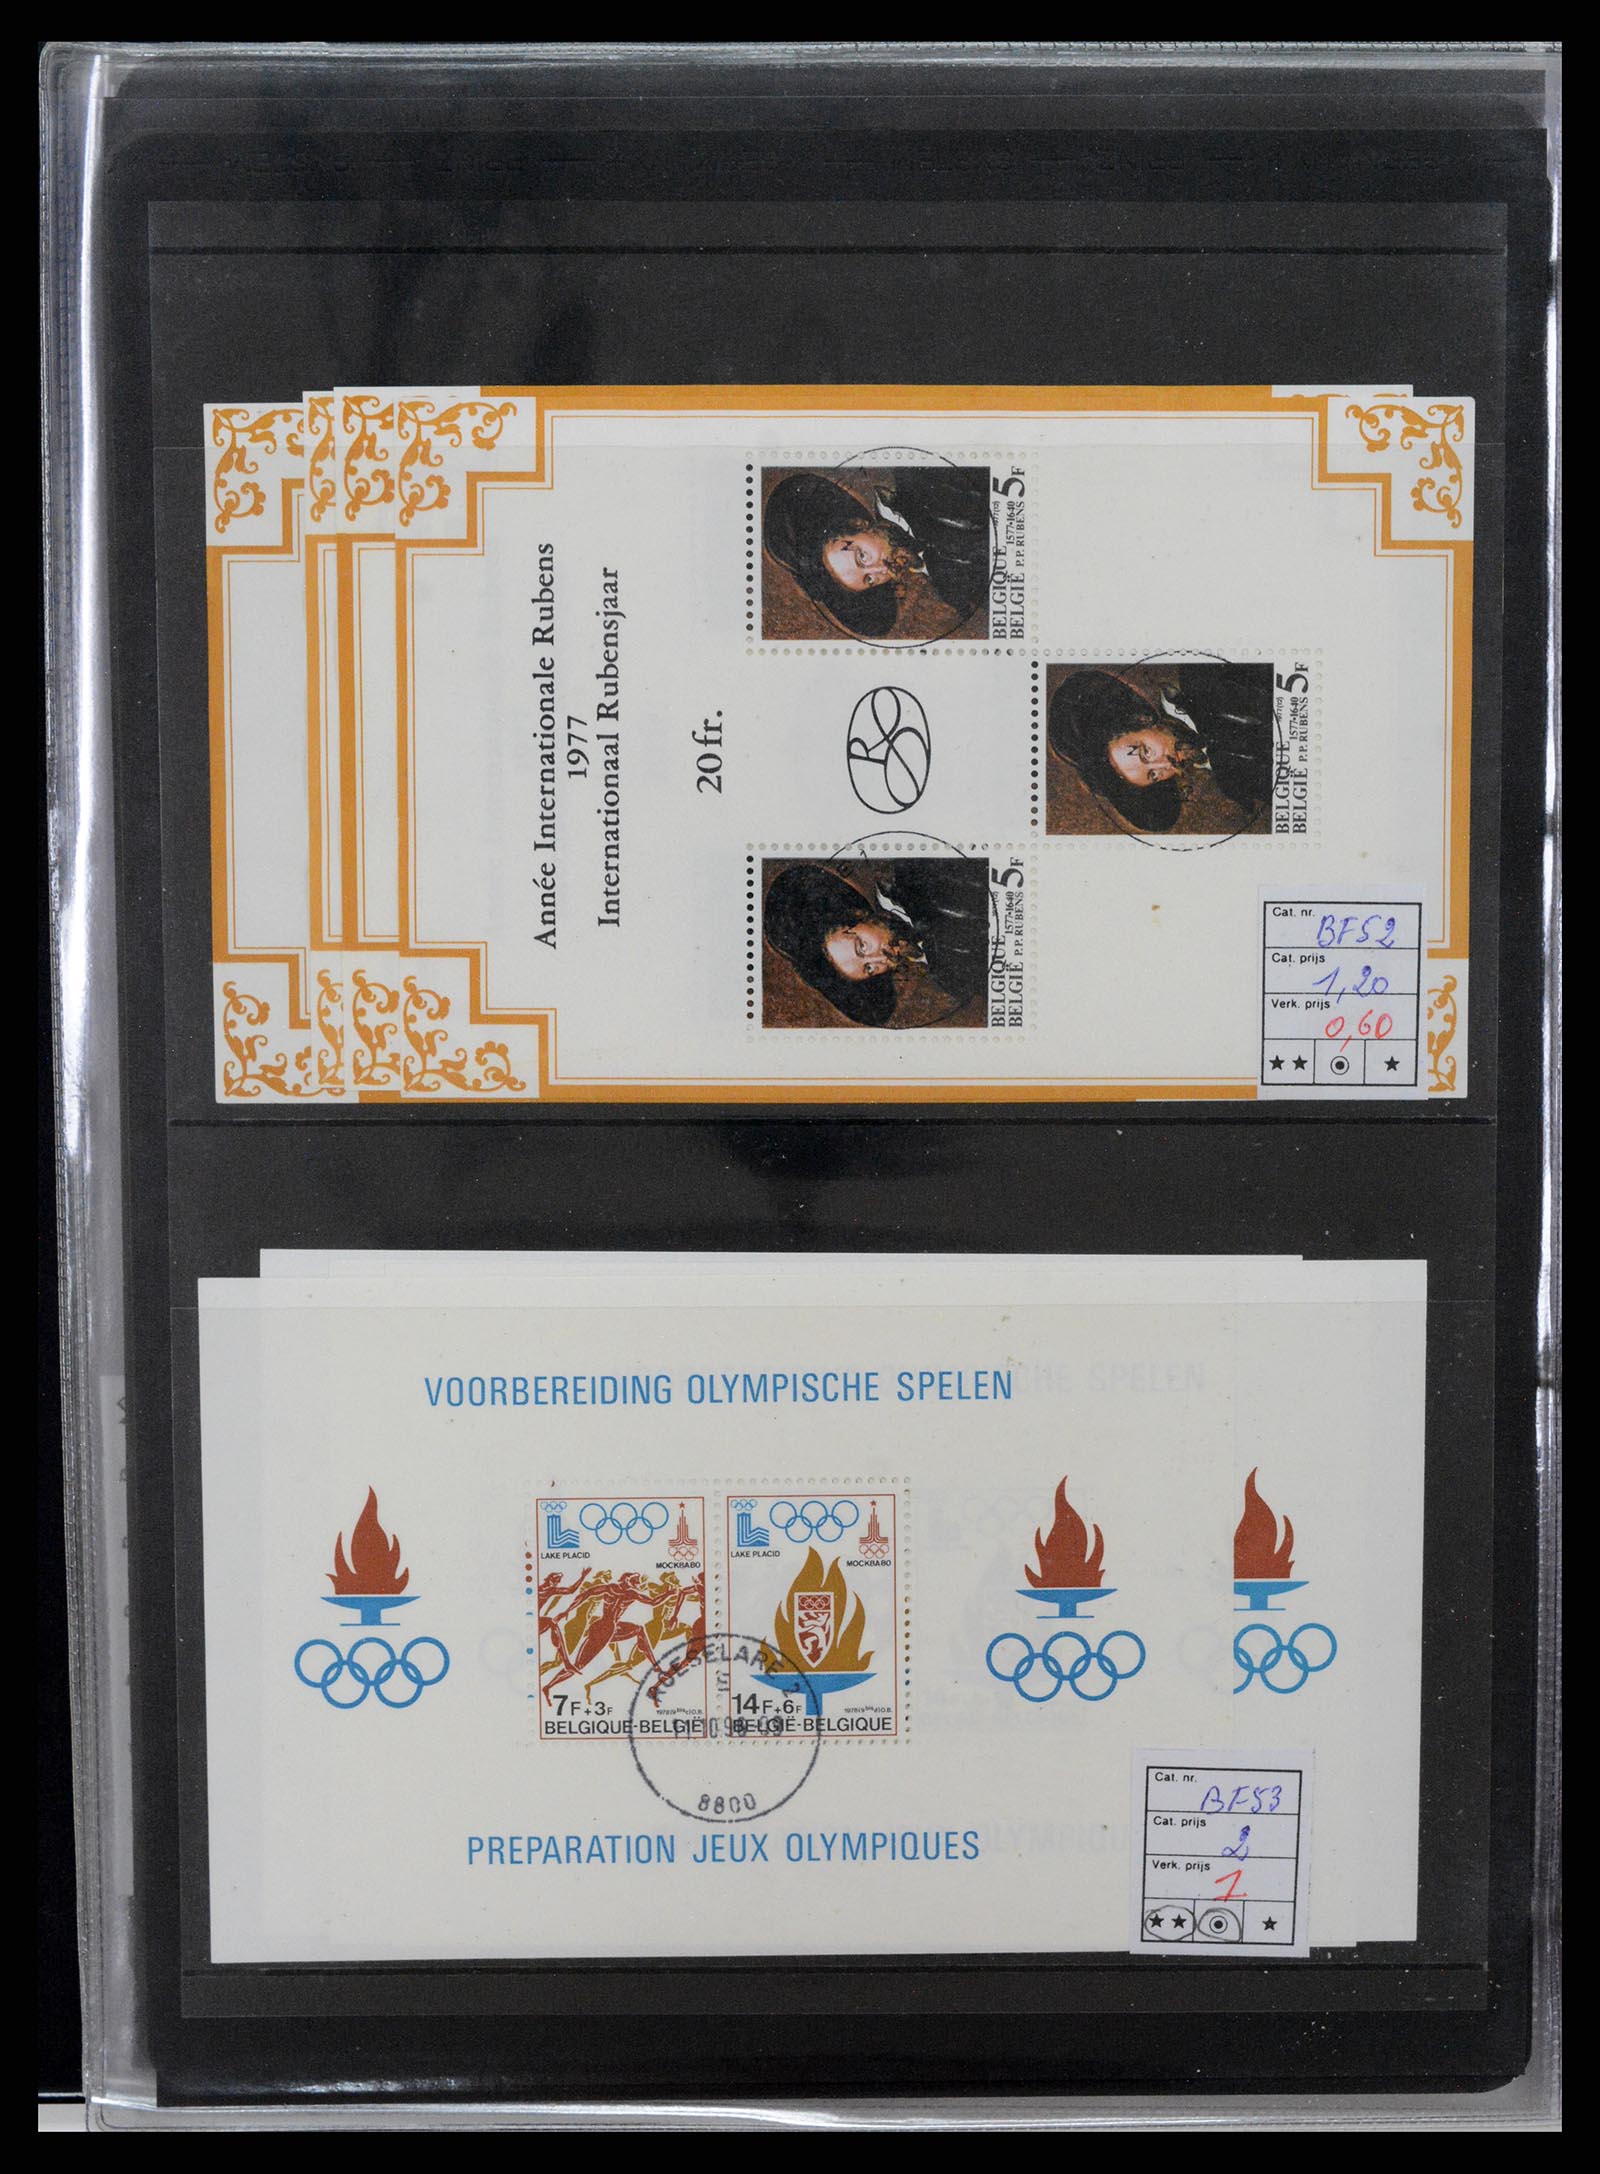 Année Internationale Rubens
1977
Internationaal Rubensjaar
20 fr.
BELGIQUE
BELGIË P.P. RUBENS
1577-1640
5F
BELGIQUE
BELGIË P.P. RUBENS
1577-1640
5F
BELGIQUE
BELGIË P.P. RUBENS
1577-1640
5F
Cat. nr.
BF52
Cat. prijs
1,20
Verk. prijs
0,60
VOORBEREIDING OLYMPISCHE SPELEN
LAKE PLACID
MOCKBA80
7F+3F
BELGIQUE-BELGIË
LAKE PLACID
MOCKBA80
14F+6F
BELGIË-BELGIQUE
ROESELARE 2
8800
PREPARATION JEUX OLYMPIQUES
Cat. nr.
BF53
Cat. prijs
2
Verk. prijs
1